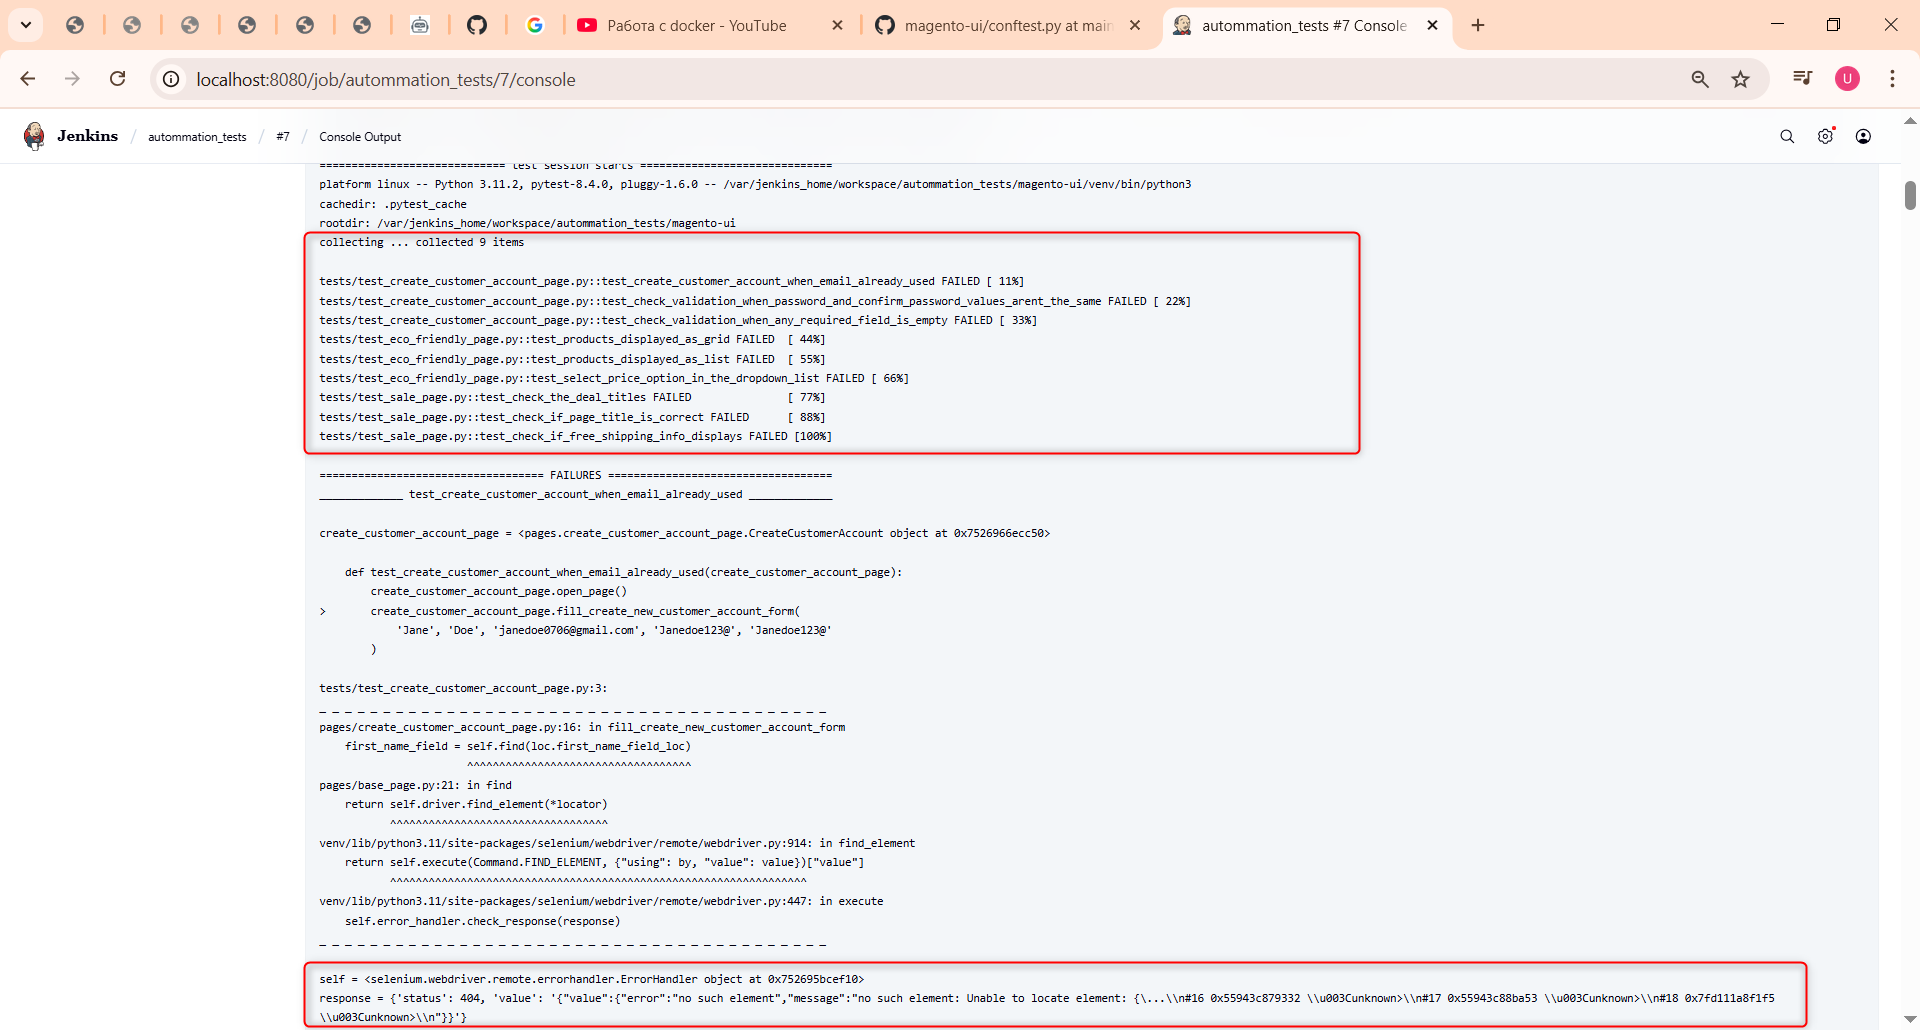 Работа с docker - YouTube
magento-ui/conftest.py at main
autommation_tests #7 Console
localhost:8080/job/autommation_tests/7/console
U
Jenkins / autommation_tests / #7 / Console Output
============================= test session starts ==============================
platform linux -- Python 3.11.2, pytest-8.4.0, pluggy-1.6.0 -- /var/jenkins_home/workspace/autommation_tests/magento-ui/venv/bin/python3
cachedir: .pytest_cache
rootdir: /var/jenkins_home/workspace/autommation_tests/magento-ui
collecting ... collected 9 items
tests/test_create_customer_account_page.py::test_create_customer_account_when_email_already_used FAILED [ 11%]
tests/test_create_customer_account_page.py::test_check_validation_when_password_and_confirm_password_values_arent_the_same FAILED [ 22%]
tests/test_create_customer_account_page.py::test_check_validation_when_any_required_field_is_empty FAILED [ 33%]
tests/test_eco_friendly_page.py::test_products_displayed_as_grid FAILED  [ 44%]
tests/test_eco_friendly_page.py::test_products_displayed_as_list FAILED  [ 55%]
tests/test_eco_friendly_page.py::test_select_price_option_in_the_dropdown_list FAILED [ 66%]
tests/test_sale_page.py::test_check_the_deal_titles FAILED               [ 77%]
tests/test_sale_page.py::test_check_if_page_title_is_correct FAILED      [ 88%]
tests/test_sale_page.py::test_check_if_free_shipping_info_displays FAILED [100%]
=================================== FAILURES ===================================
_____________ test_create_customer_account_when_email_already_used _____________
create_customer_account_page = <pages.create_customer_account_page.CreateCustomerAccount object at 0x7526966ecc50>
    def test_create_customer_account_when_email_already_used(create_customer_account_page):
        create_customer_account_page.open_page()
>       create_customer_account_page.fill_create_new_customer_account_form(
            'Jane', 'Doe', 'janedoe0706@gmail.com', 'Janedoe123@', 'Janedoe123@'
        )
tests/test_create_customer_account_page.py:3:
_ _ _ _ _ _ _ _ _ _ _ _ _ _ _ _ _ _ _ _ _ _ _ _ _ _ _ _ _ _ _ _ _ _ _ _ _ _ _ _
pages/create_customer_account_page.py:16: in fill_create_new_customer_account_form
    first_name_field = self.find(loc.first_name_field_loc)
                       ^^^^^^^^^^^^^^^^^^^^^^^^^^^^^^^^^^^
pages/base_page.py:21: in find
    return self.driver.find_element(*locator)
           ^^^^^^^^^^^^^^^^^^^^^^^^^^^^^^^^^^
venv/lib/python3.11/site-packages/selenium/webdriver/remote/webdriver.py:914: in find_element
    return self.execute(Command.FIND_ELEMENT, {"using": by, "value": value})["value"]
           ^^^^^^^^^^^^^^^^^^^^^^^^^^^^^^^^^^^^^^^^^^^^^^^^^^^^^^^^^^^^^^^^^
venv/lib/python3.11/site-packages/selenium/webdriver/remote/webdriver.py:447: in execute
    self.error_handler.check_response(response)
_ _ _ _ _ _ _ _ _ _ _ _ _ _ _ _ _ _ _ _ _ _ _ _ _ _ _ _ _ _ _ _ _ _ _ _ _ _ _ _
self = <selenium.webdriver.remote.errorhandler.ErrorHandler object at 0x752695bcef10>
response = {'status': 404, 'value': '{"value":{"error":"no such element","message":"no such element: Unable to locate element: {\...\\n#16 0x55943c879332 \\u003Cunknown>\\n#17 0x55943c88ba53 \\u003Cunknown>\\n#18 0x7fd111a8f1f5
\\u003Cunknown>\\n"}}'}